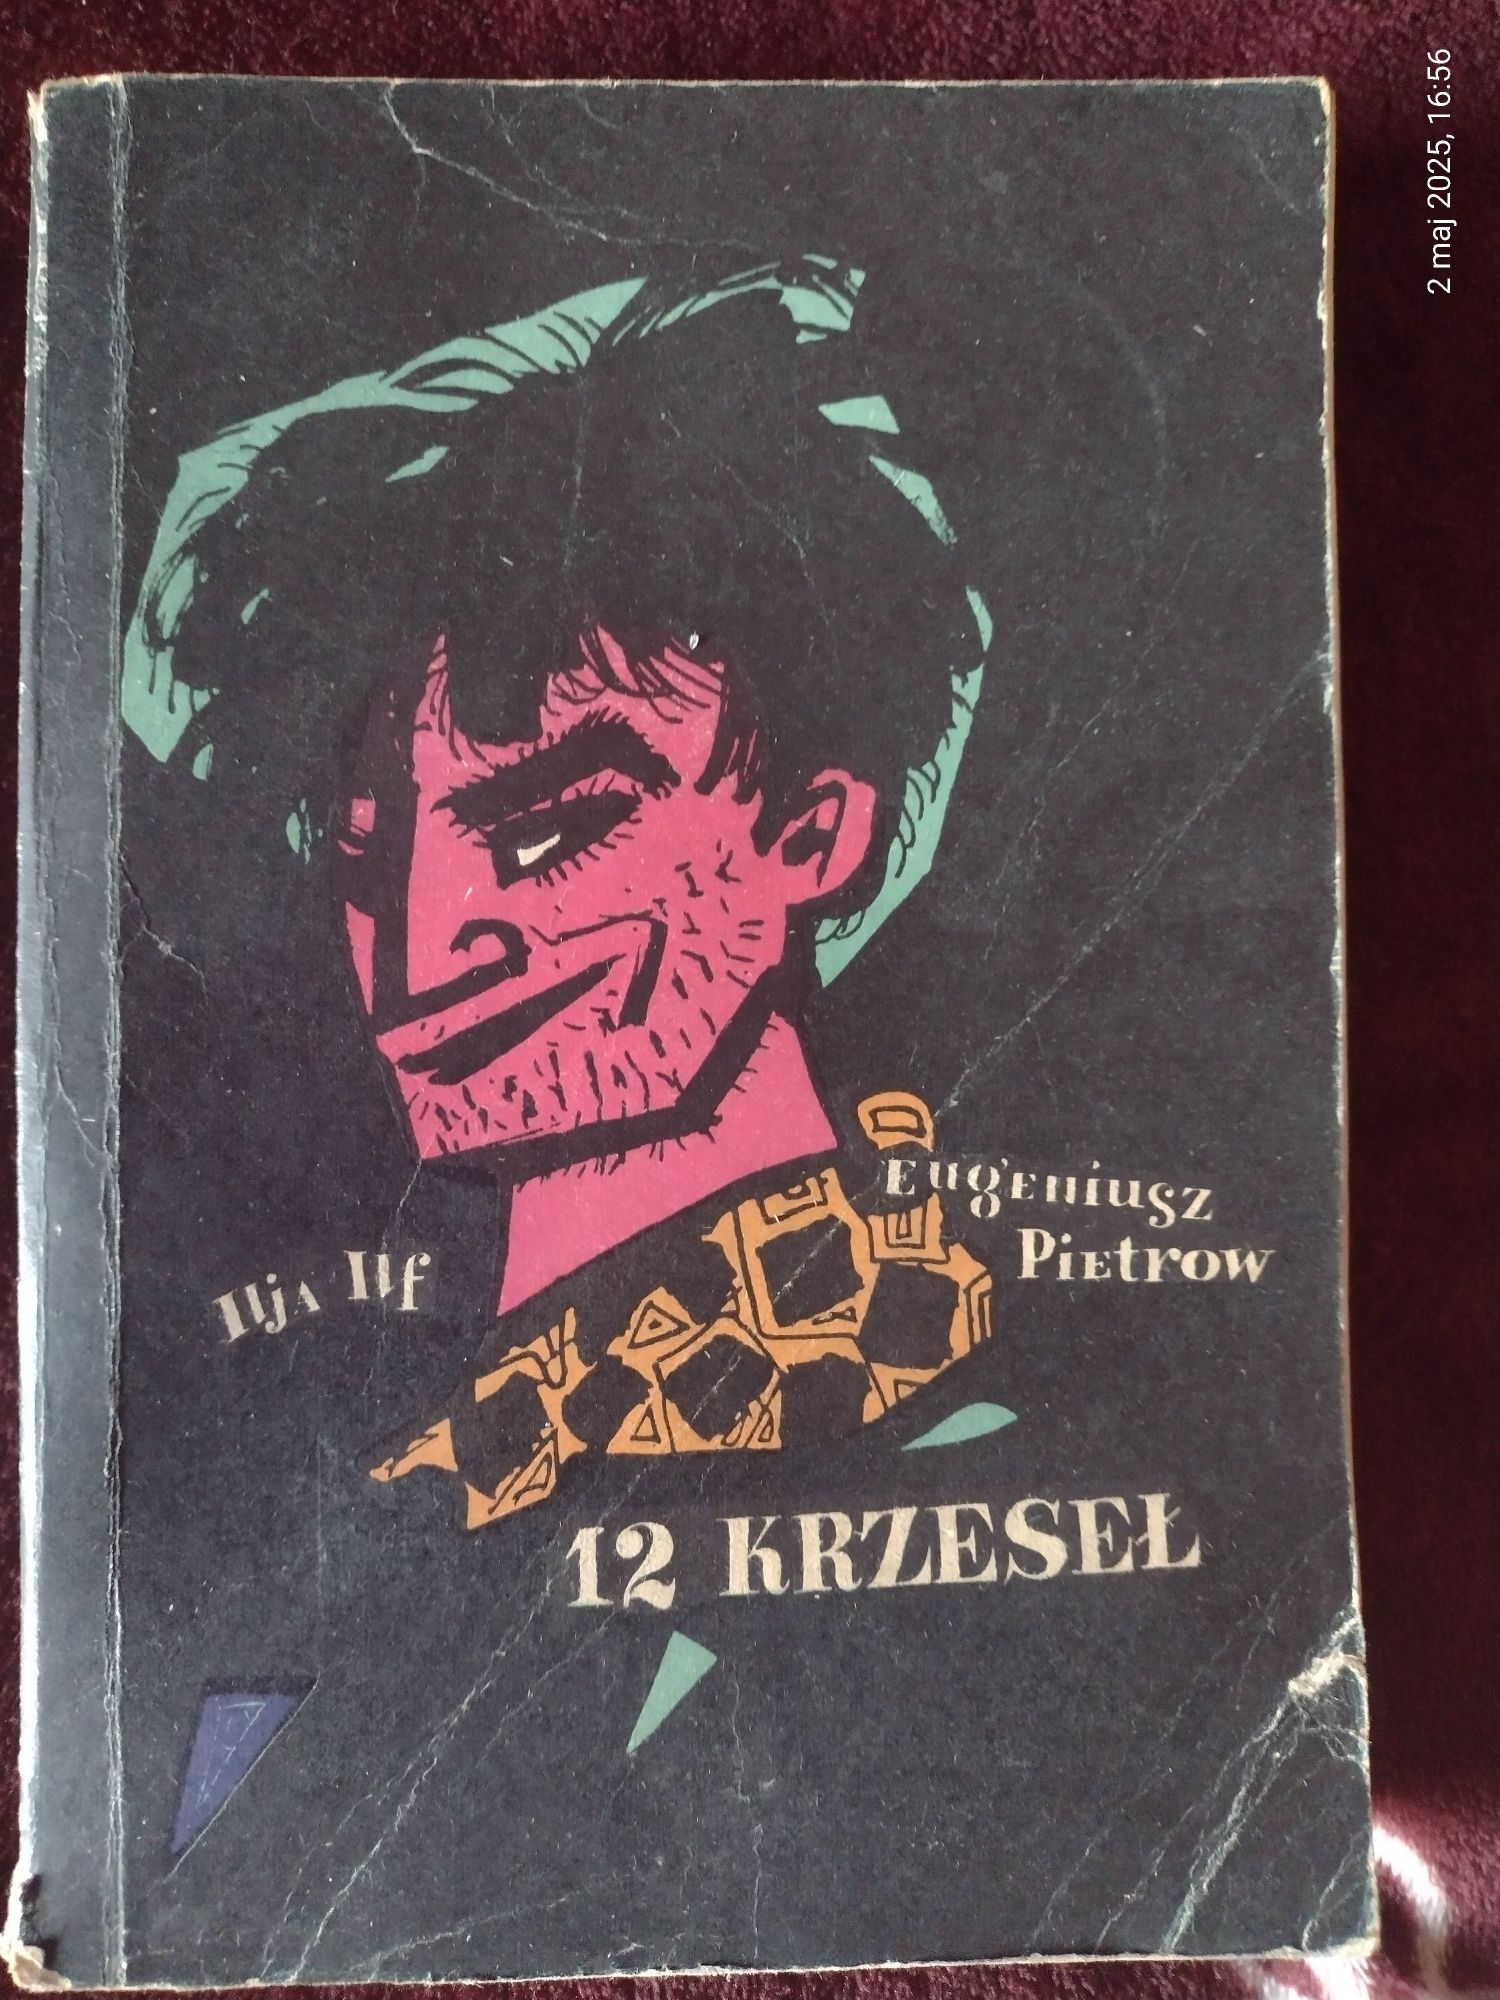 2 maj 2025, 16:56
Eugeniusz
Pietrow
Ilja Ilf
12 KRZESEŁ